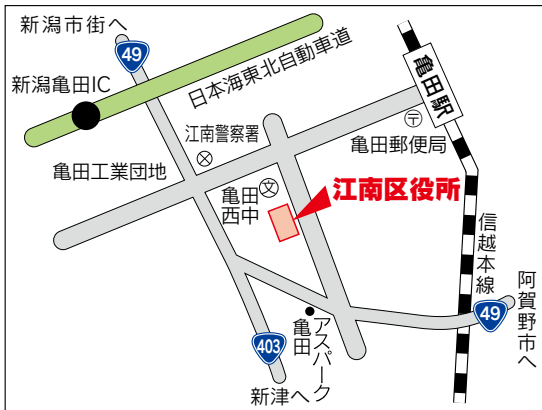 新潟市街へ
49
新潟亀田IC
日本海東北自動車道
亀田駅
江南警察署
〒
亀田郵便局
亀田工業団地
文
亀田
西中
江南区役所
信越本線
阿賀野市へ
49
アスパーク
亀田
403
新津へ